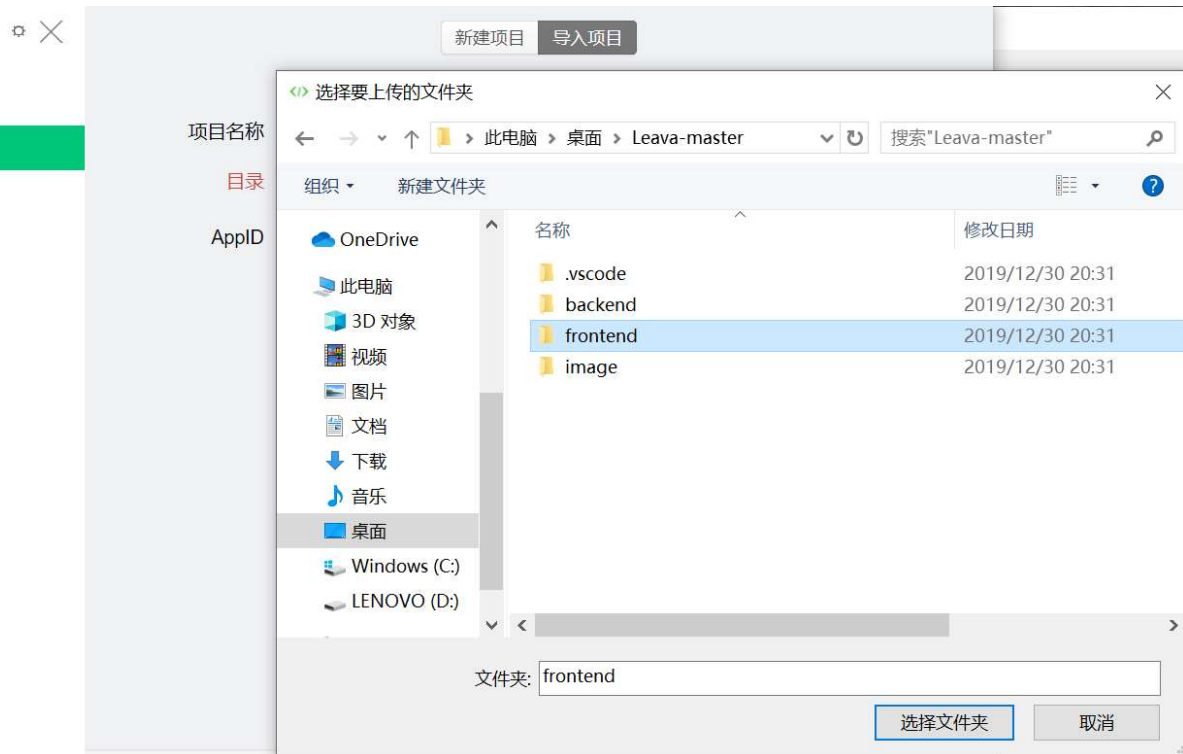 新建项目 导入项目
选择要上传的文件夹
项目名称
目录
AppID
此电脑 > 桌面 > Leava-master
搜索"Leava-master"
组织 新建文件夹
OneDrive
此电脑
3D 对象
视频
图片
文档
下载
音乐
桌面
Windows (C:)
LENOVO (D:)
名称 修改日期
.vscode 2019/12/30 20:31
backend 2019/12/30 20:31
frontend 2019/12/30 20:31
image 2019/12/30 20:31
文件夹: frontend
选择文件夹 取消